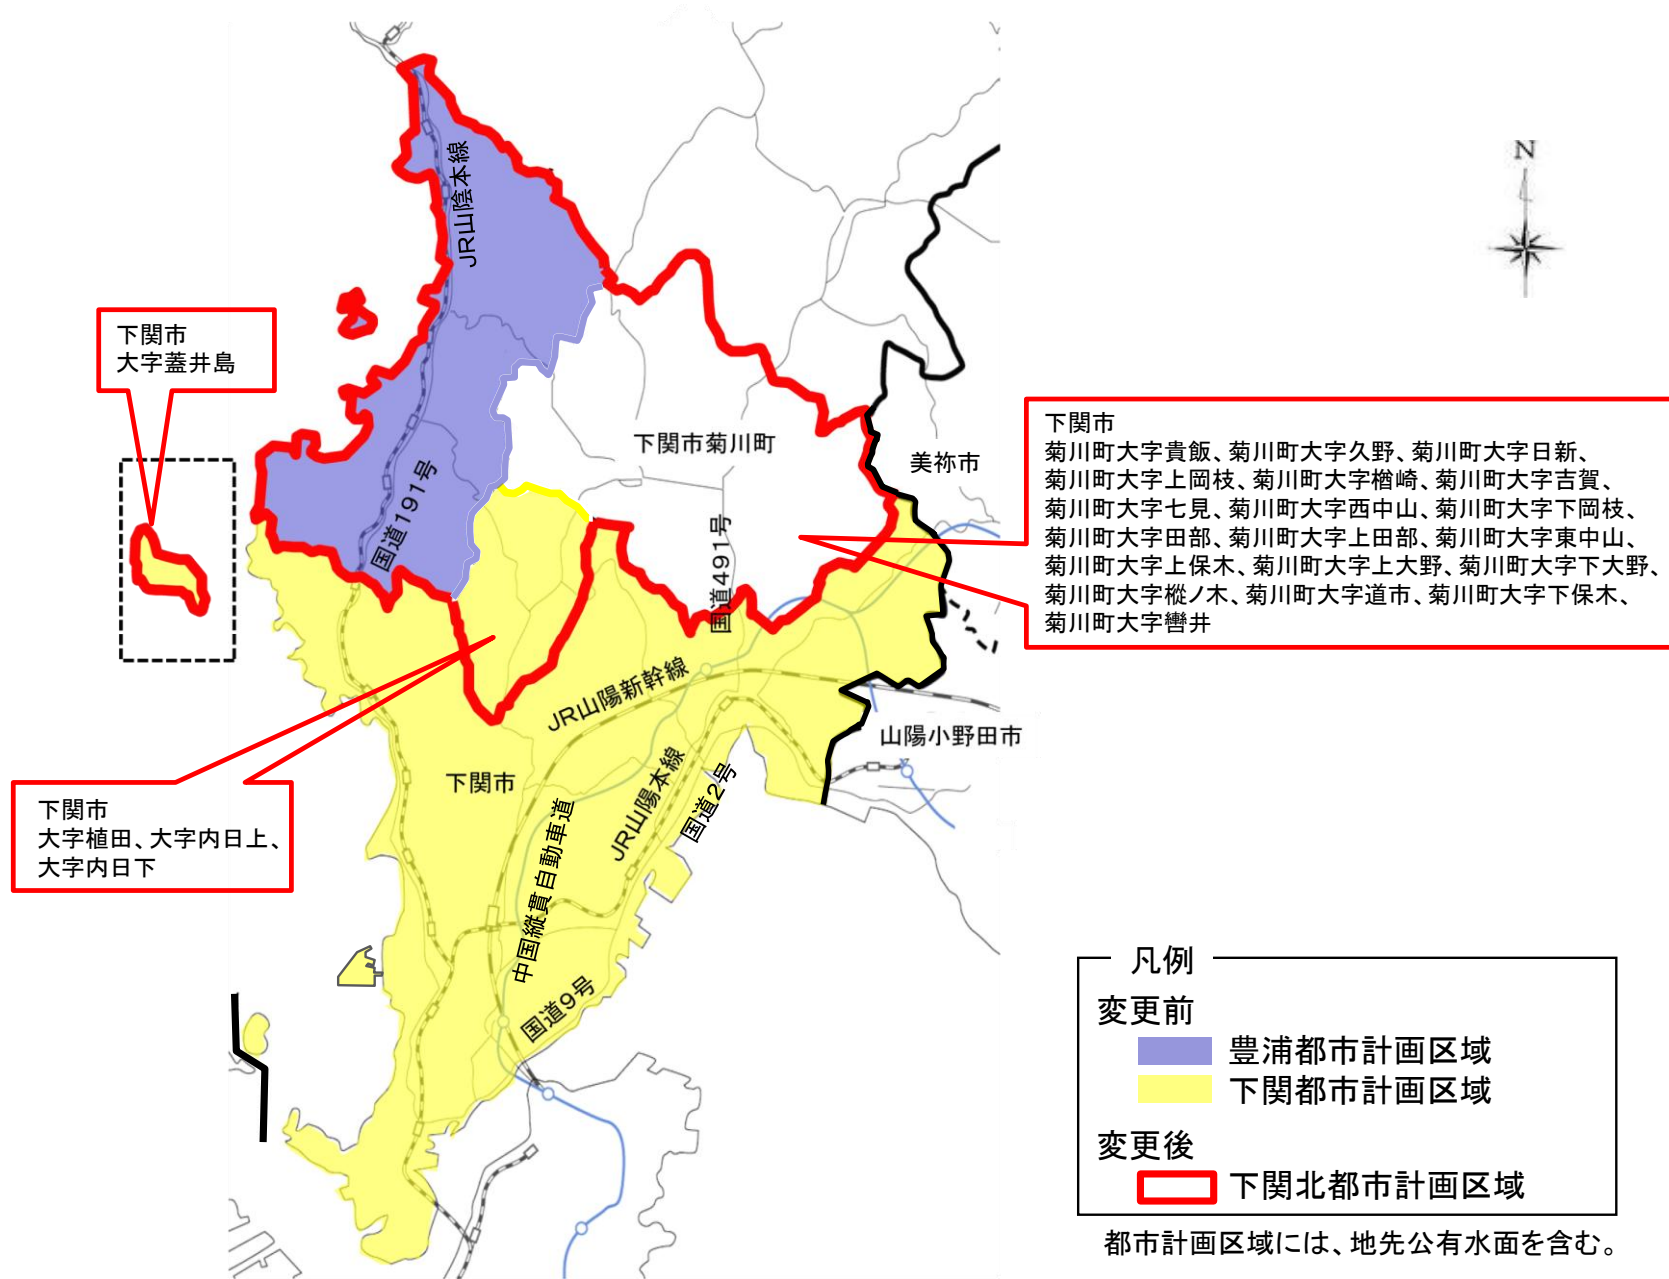 N
JR山陰本線
下関市
大字蓋井島
下関市菊川町
美祢市
国道191号
国道491号
下関市
菊川町大字貴飯、菊川町大字久野、菊川町大字日新、
菊川町大字上岡枝、菊川町大字楢崎、菊川町大字吉賀、
菊川町大字七見、菊川町大字西中山、菊川町大字下岡枝、
菊川町大字田部、菊川町大字上田部、菊川町大字東中山、
菊川町大字上保木、菊川町大字上大野、菊川町大字下大野、
菊川町大字樅ノ木、菊川町大字道市、菊川町大字下保木、
菊川町大字轡井
JR山陽新幹線
山陽小野田市
下関市
JR山陽本線
国道2号
中国縦貫自動車道
国道9号
下関市
大字植田、大字内日上、
大字内日下
凡例
変更前
豊浦都市計画区域
下関都市計画区域
変更後
下関北都市計画区域
都市計画区域には、地先公有水面を含む。